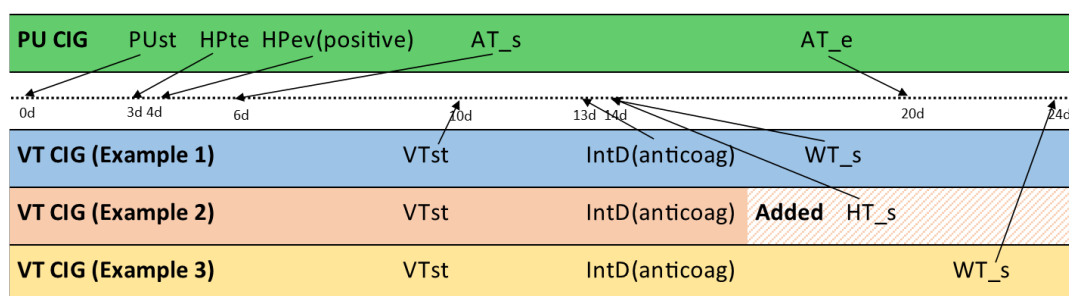 PU CIG PUst HPte HPev(positive) AT_s AT_e
0d 3d 4d 6d 10d 13d 14d 20d 24d
VT CIG (Example 1) VTst IntD(anticoag) WT_s
VT CIG (Example 2) VTst IntD(anticoag) Added HT_s
VT CIG (Example 3) VTst IntD(anticoag) WT_s